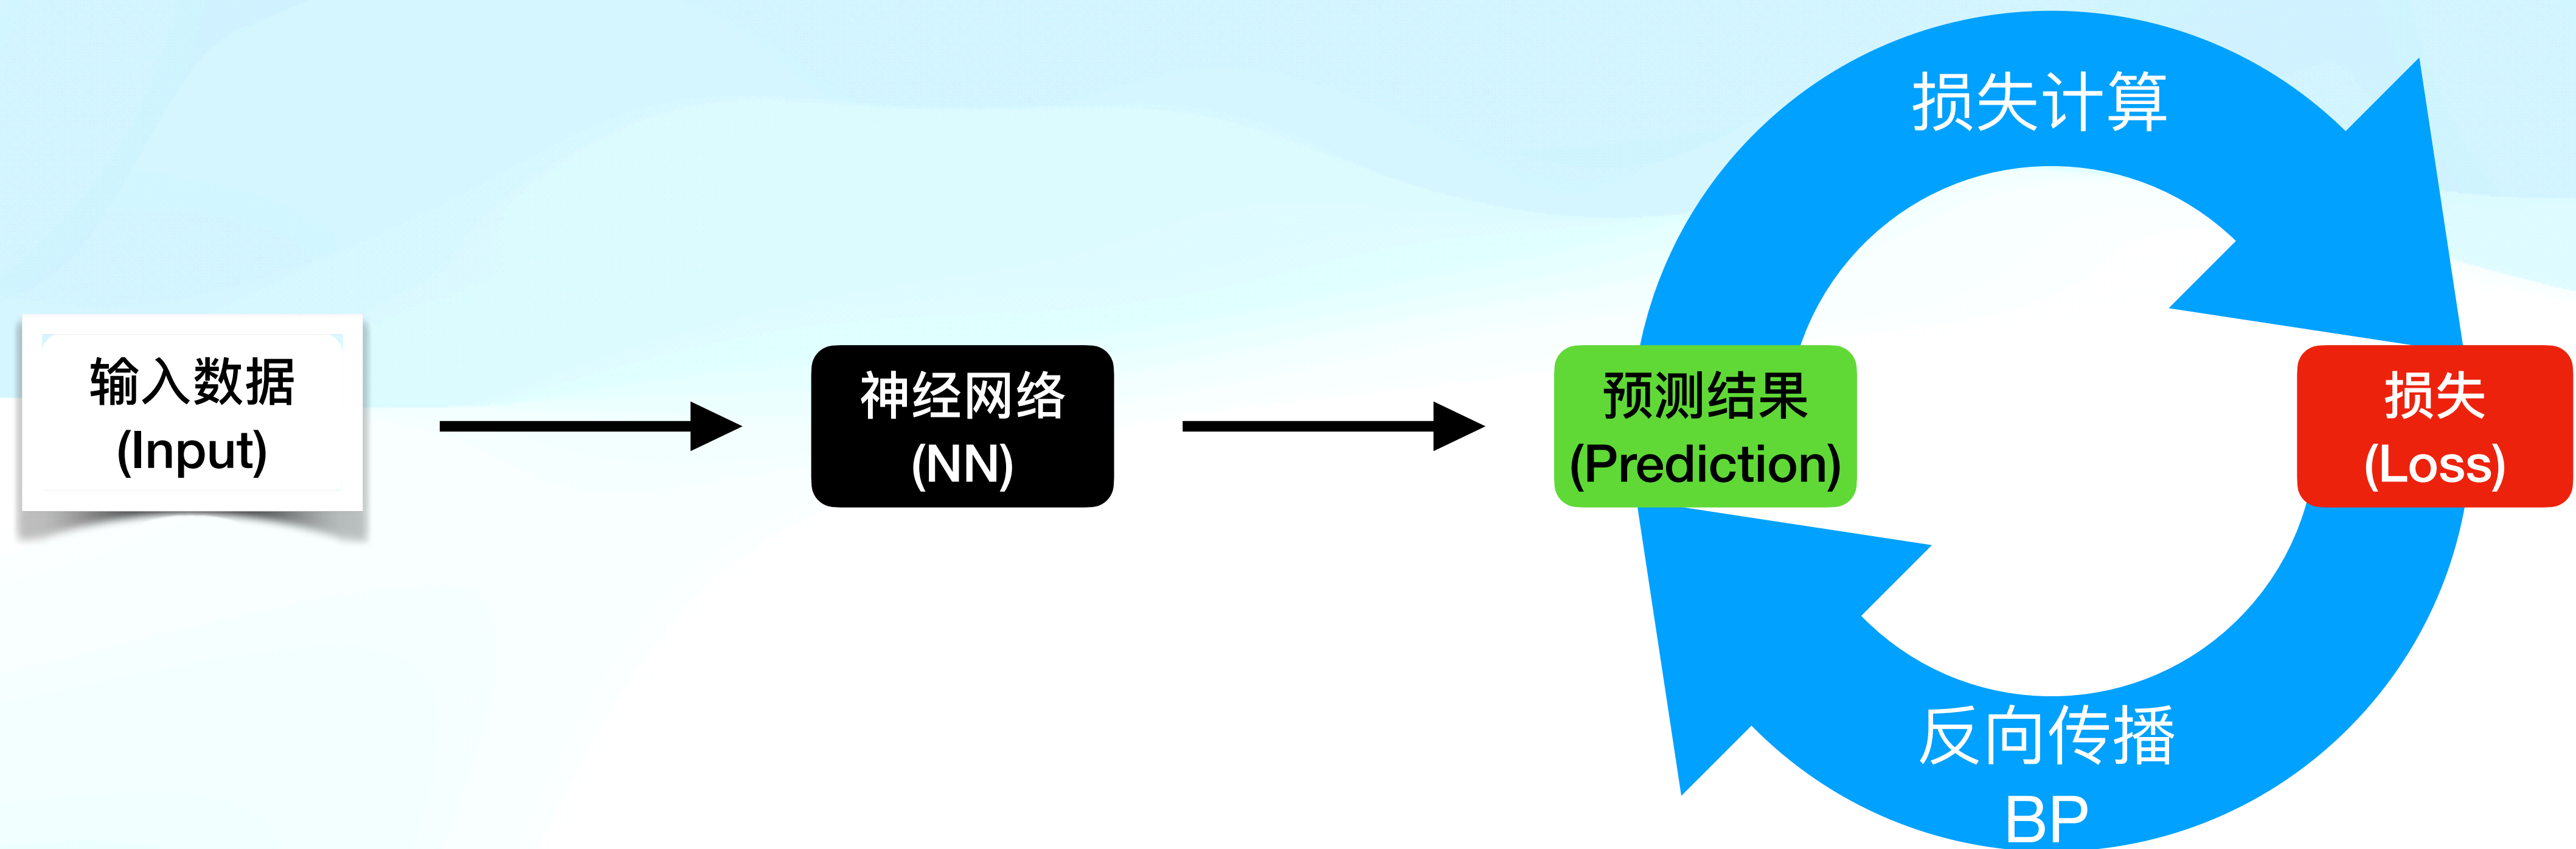 损失计算
输入数据
(Input)
神经网络
(NN)
预测结果
(Prediction)
损失
(Loss)
反向传播
BP